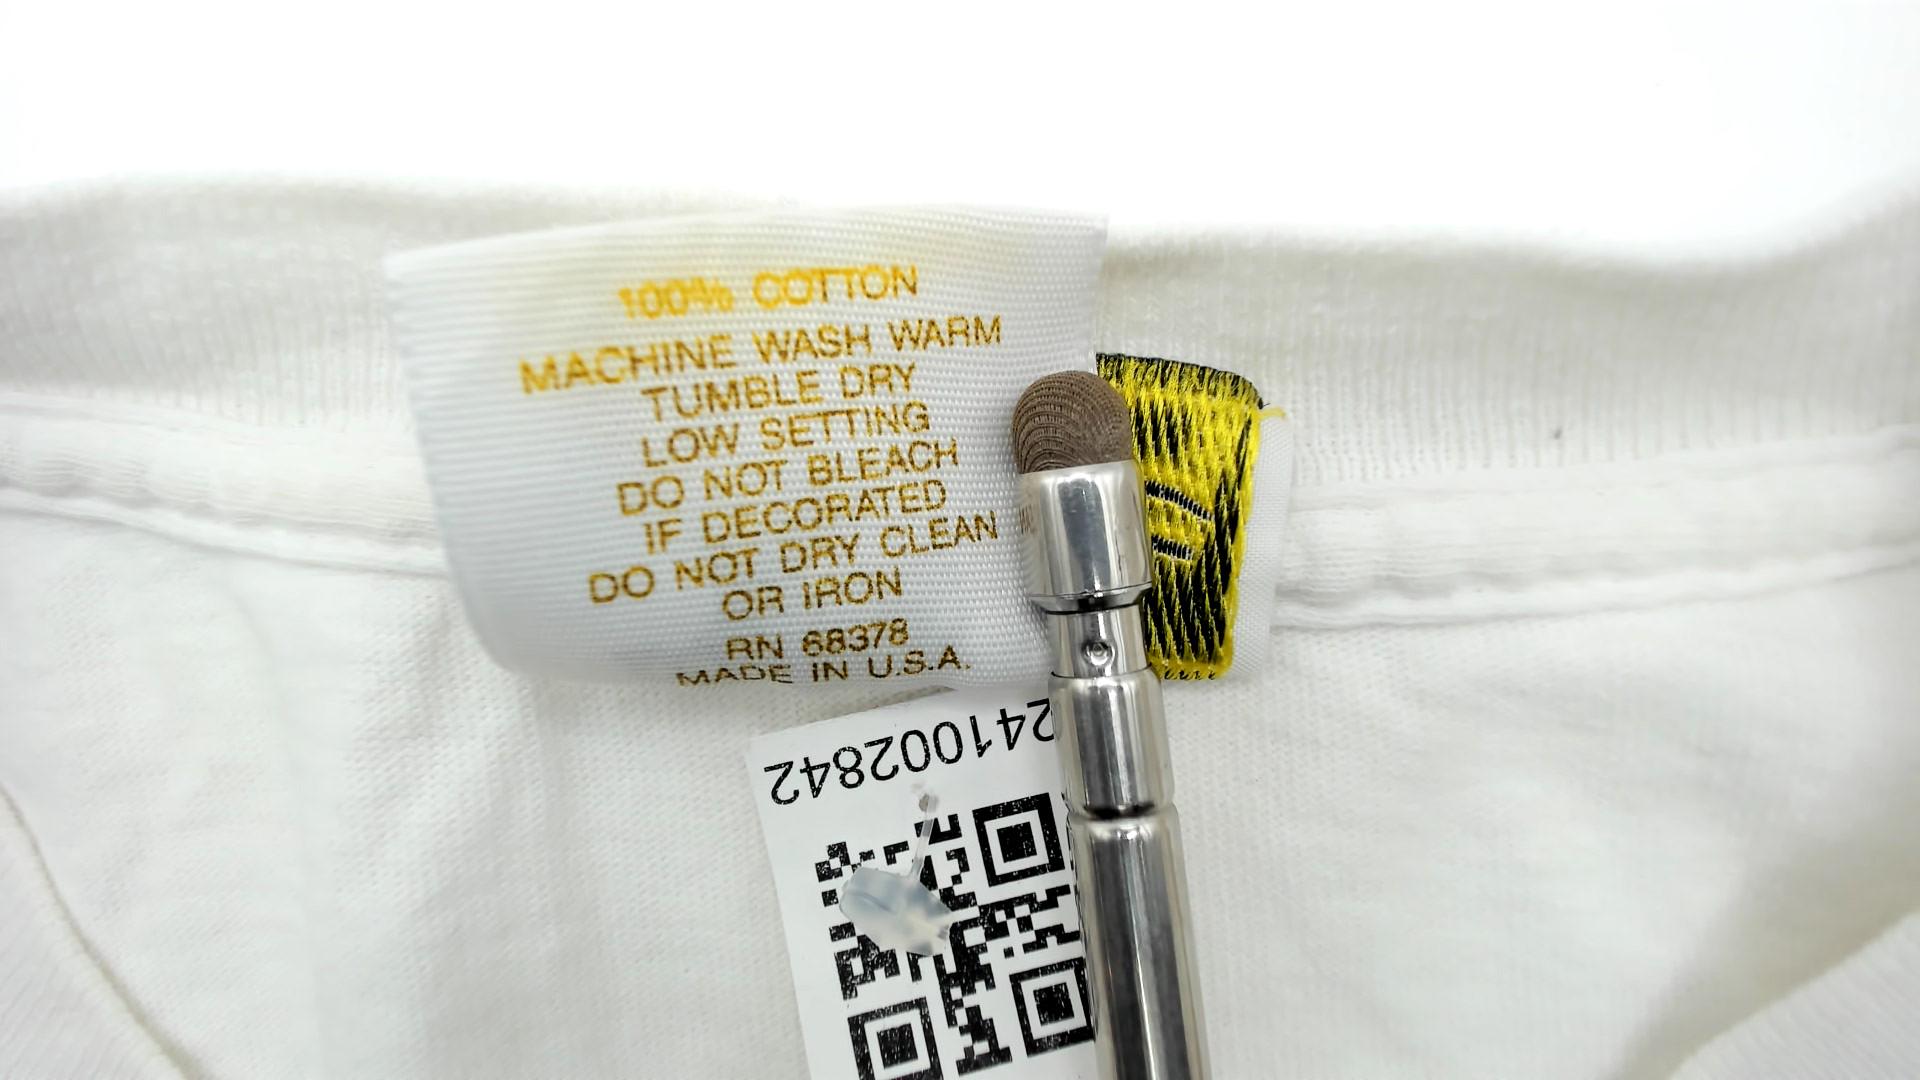 100% COTTON
MACHINE WASH WARM
TUMBLE DRY
LOW SETTING
DO NOT BLEACH
IF DECORATED
DO NOT DRY CLEAN
OR IRON
RN 68378
MADE IN U.S.A.
241002842